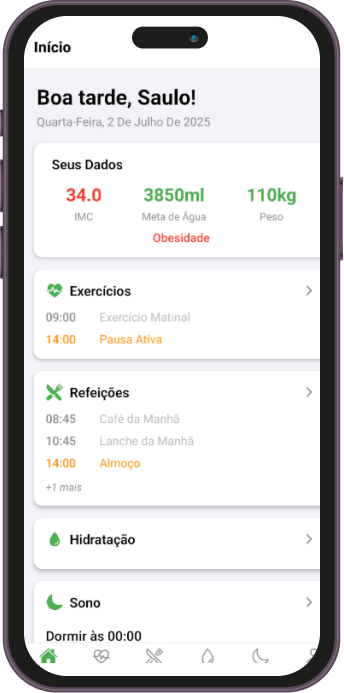 Início
Boa tarde, Saulo!
Quarta-Feira, 2 De Julho De 2025
Seus Dados
34.0 3850ml 110kg
IMC Meta de Água Peso
Obesidade
Exercícios
09:00 Exercício Matinal
14:00 Pausa Ativa
Refeições
08:45 Café da Manhã
10:45 Lanche da Manhã
14:00 Almoço
+1 mais
Hidratação
Sono
Dormir às 00:00